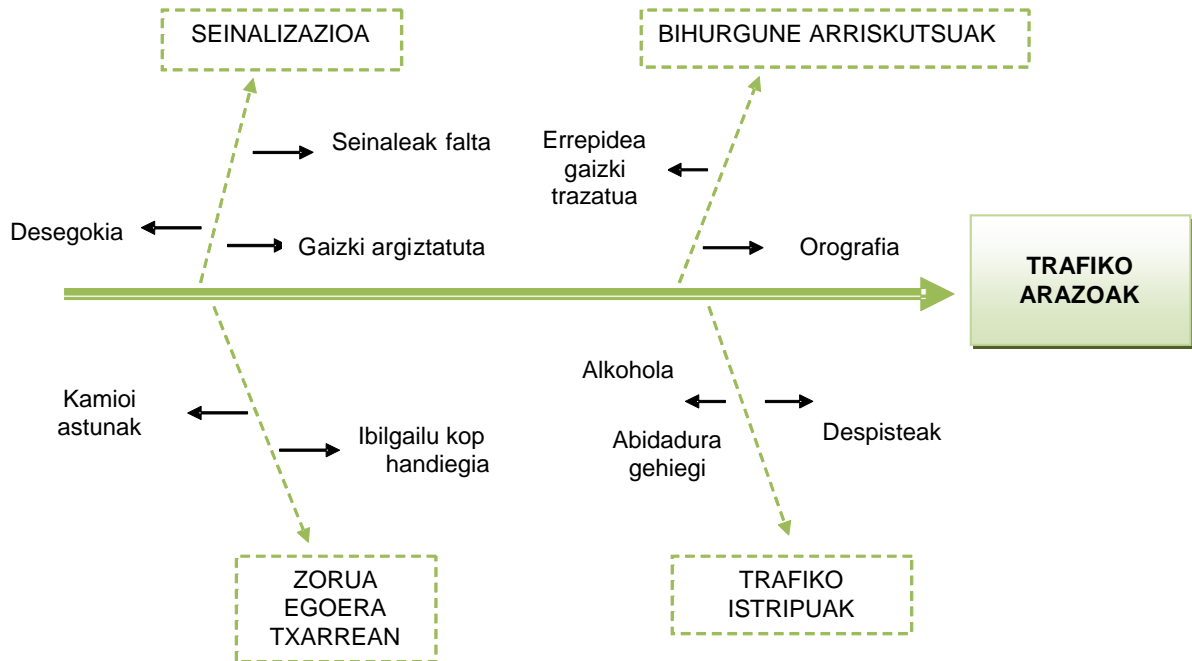 SEINALIZAZIOA
BIHURGUNE ARRISKUTSUAK
Seinaleak falta
Errepidea
gaizki
trazatua
Desegokia
Gaizki argiztatuta
Orografia
TRAFIKO
ARAZOAK
Kamioi
astunak
Ibilgailu kop
handiegia
Alkohola
Abidadura
gehiegi
Despisteak
ZORUA
EGOERA
TXARREAN
TRAFIKO
ISTRIPUAK